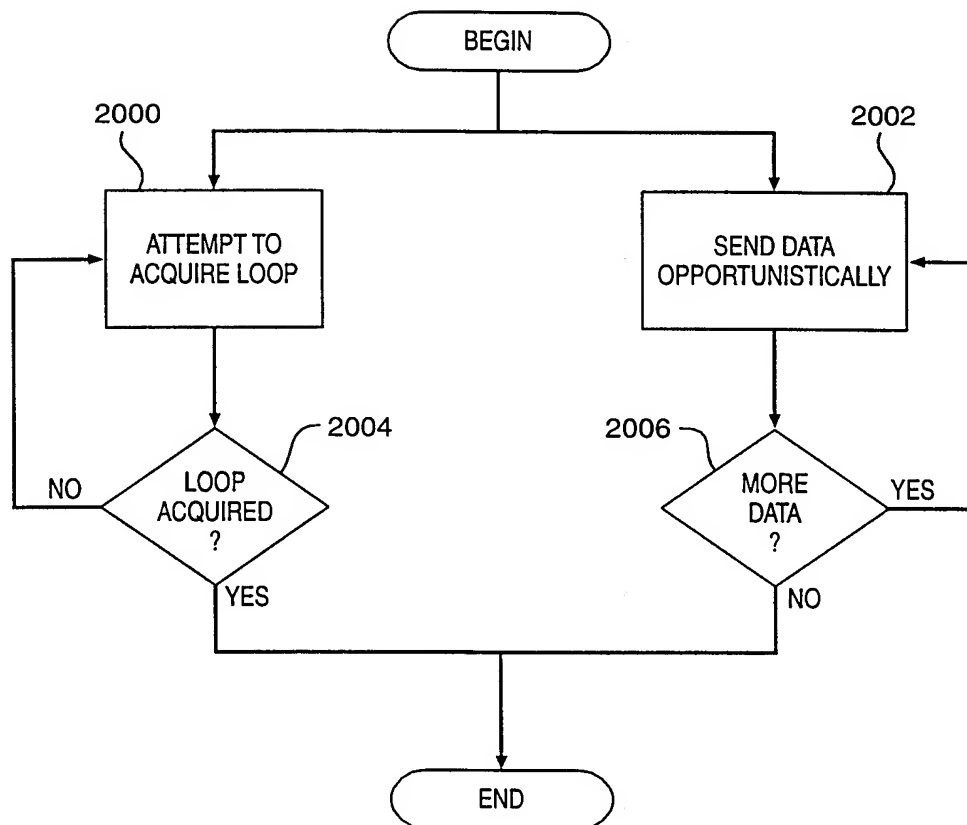 BEGIN
2000
2002
ATTEMPT TO
ACQUIRE LOOP
SEND DATA
OPPORTUNISTICALLY
2004
2006
LOOP
ACQUIRED
?
NO
YES
MORE
DATA
?
YES
NO
END